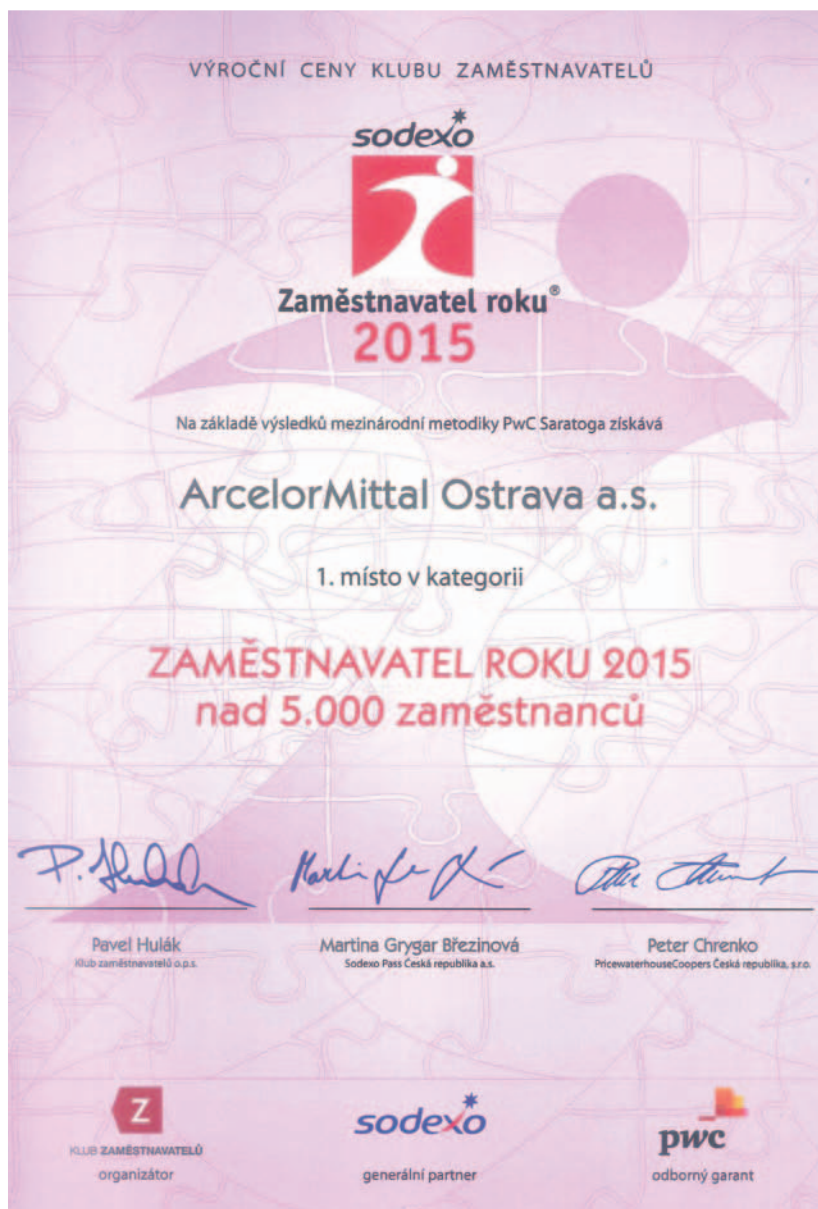 VÝROČNÍ CENY KLUBU ZAMĚSTNAVATELŮ
sodexo
Zaměstnavatel roku®
2015
Na základě výsledků mezinárodní metodiky PwC Saratoga získává
ArcelorMittal Ostrava a.s.
1. místo v kategorii
ZAMĚSTNAVATEL ROKU 2015
nad 5.000 zaměstnanců
Pavel Hulák
Klub zaměstnavatelů o.p.s.
Martina Grygar Březinová
Sodexo Pass Česká republika a.s.
Peter Chrenko
PricewaterhouseCoopers Česká republika, s.r.o.
Z
KLUB ZAMĚSTNAVATELŮ
organizátor
sodexo
generální partner
pwc
odborný garant